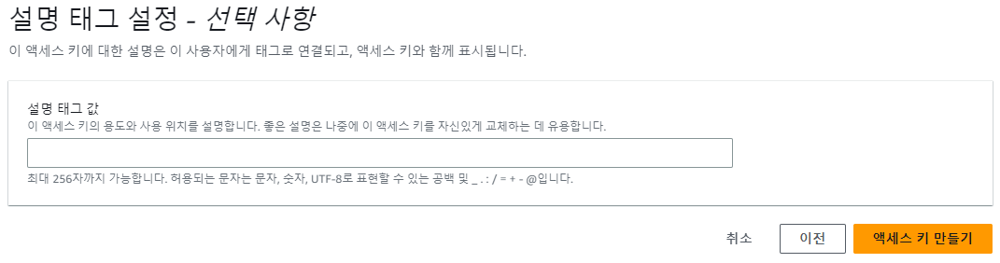 설명 태그 설정 - 선택 사항
이 액세스 키에 대한 설명은 이 사용자에게 태그로 연결되고, 액세스 키와 함께 표시됩니다.
설명 태그 값
이 액세스 키의 용도와 사용 위치를 설명합니다. 좋은 설명은 나중에 이 액세스 키를 자신있게 교체하는 데 유용합니다.
최대 256자까지 가능합니다. 허용되는 문자는 문자, 숫자, UTF-8로 표현할 수 있는 공백 및 _ . : / = + - @입니다.
취소 이전 액세스 키 만들기